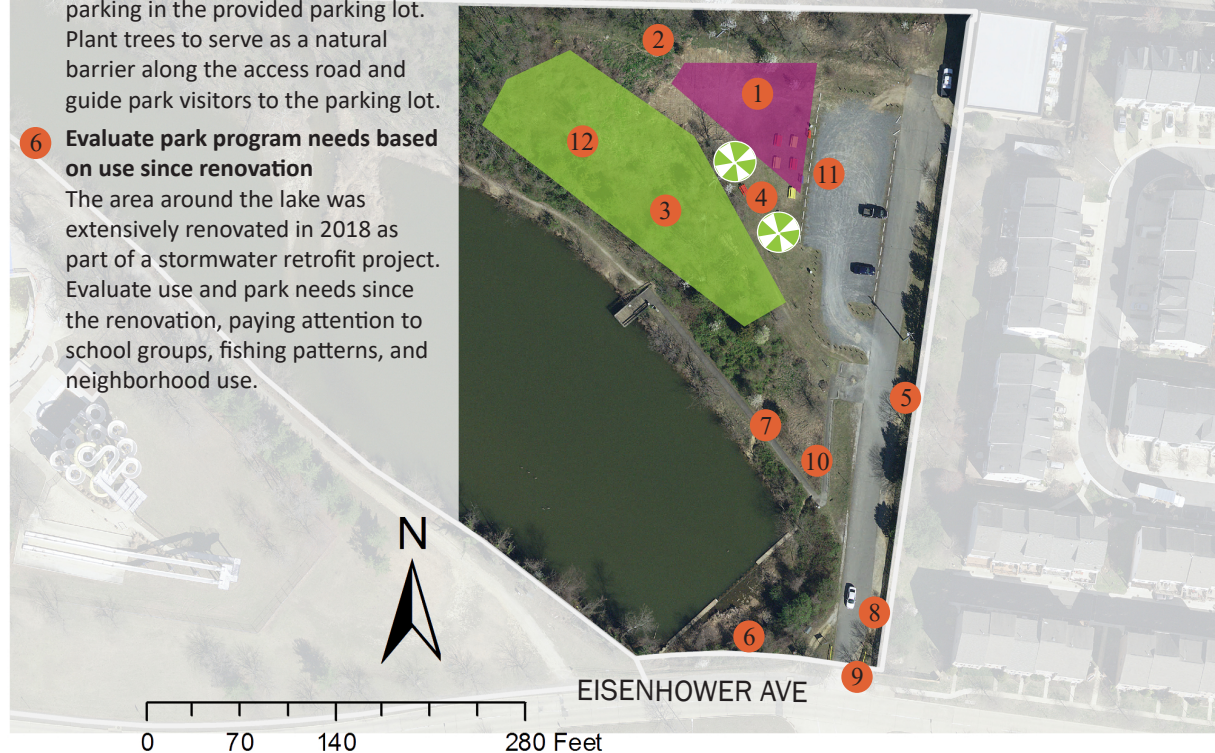 parking in the provided parking lot.
Plant trees to serve as a natural
barrier along the access road and
guide park visitors to the parking lot.
6 Evaluate park program needs based
on use since renovation
The area around the lake was
extensively renovated in 2018 as
part of a stormwater retrofit project.
Evaluate use and park needs since
the renovation, paying attention to
school groups, fishing patterns, and
neighborhood use.
2
1
12
11
4
3
5
7
10
N
8
6
9
EISENHOWER AVE
0 70 140 280 Feet